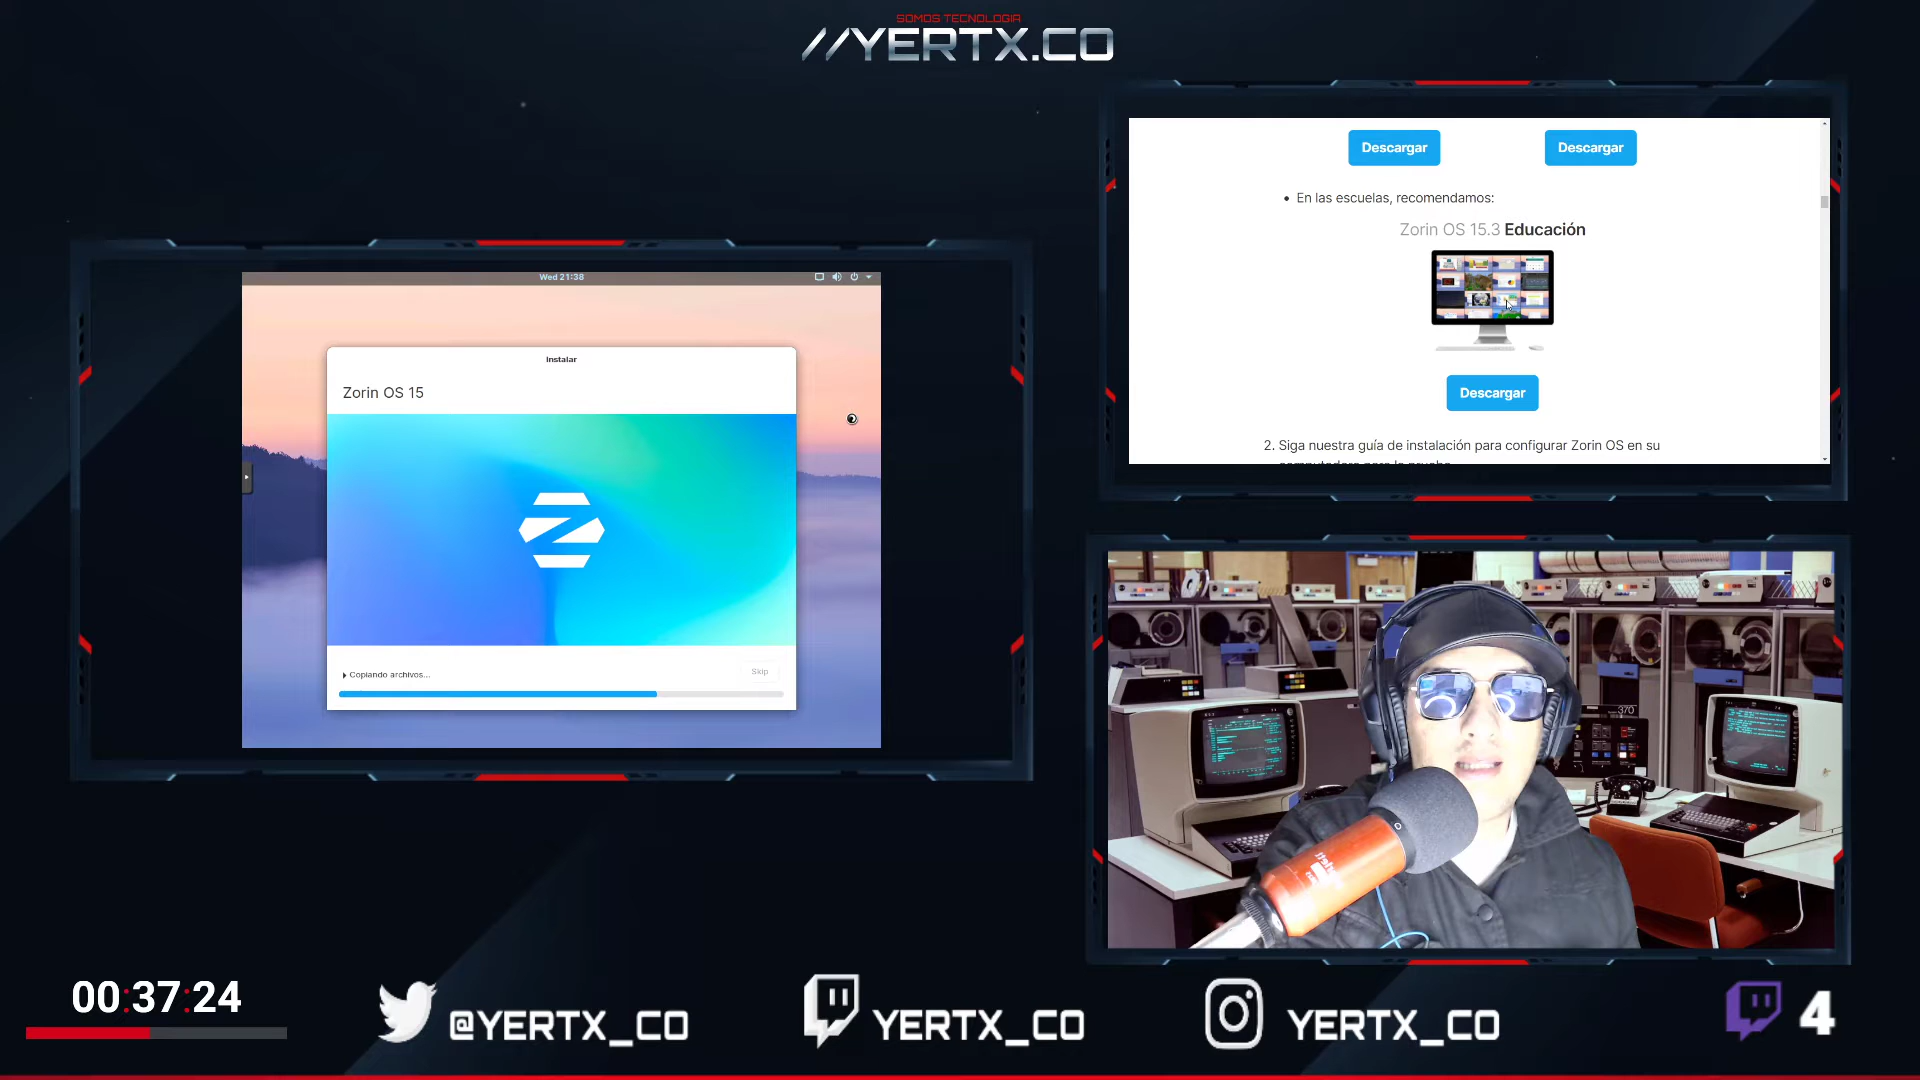 SOMOS TECNOLOGIA
//YERTX.CO
Wed 21:38
Instalar
Zorin OS 15
Copiando archivos...
Skip
Descargar
Descargar
• En las escuelas, recomendamos:
Zorin OS 15.3 Educación
Descargar
2. Siga nuestra guía de instalación para configurar Zorin OS en su
370
00:37:24
@YERTX_CO
YERTX_CO
YERTX_CO
4